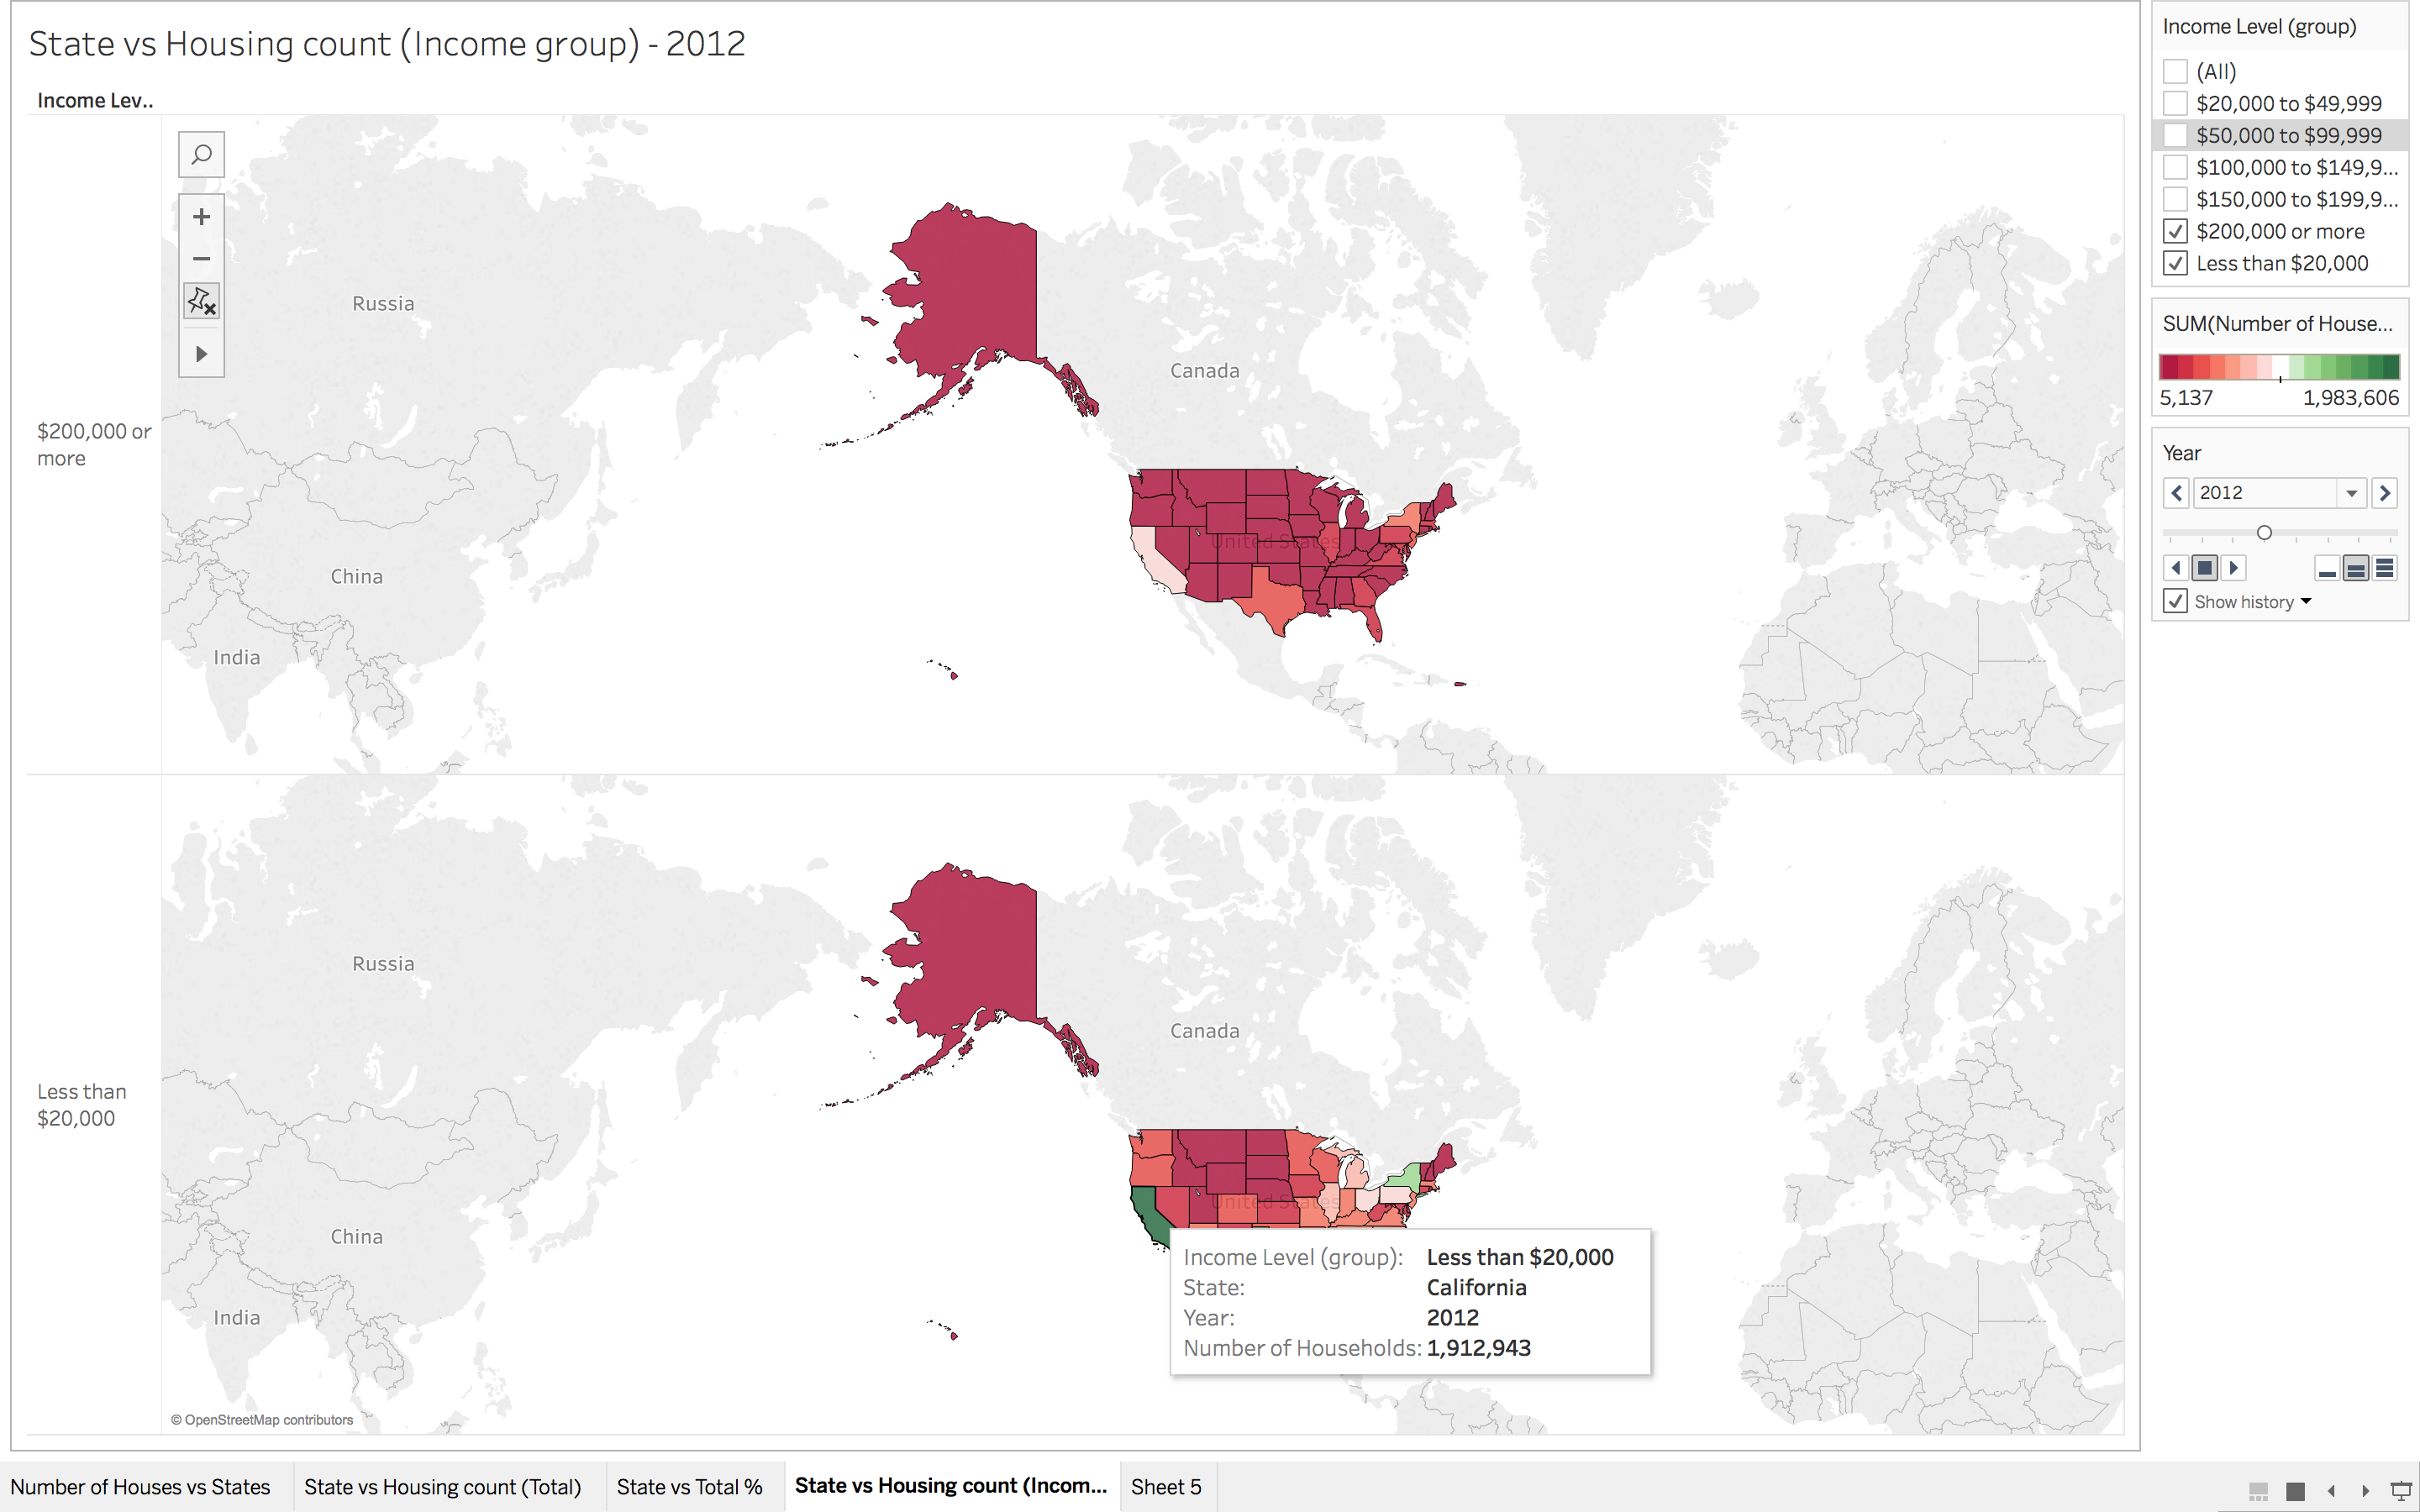 State vs Housing count (Income group) - 2012
Income Lev..
$200,000 or
more
Russia
Canada
United States
China
India
Less than
$20,000
Russia
Canada
United States
China
India
Income Level (group): Less than $20,000
State: California
Year: 2012
Number of Households: 1,912,943
© OpenStreetMap contributors
Income Level (group)
(All)
$20,000 to $49,999
$50,000 to $99,999
$100,000 to $149,9...
$150,000 to $199,9...
$200,000 or more
Less than $20,000
SUM(Number of House...
5,137 1,983,606
Year
2012
Show history
Number of Houses vs States State vs Housing count (Total) State vs Total % State vs Housing count (Incom... Sheet 5